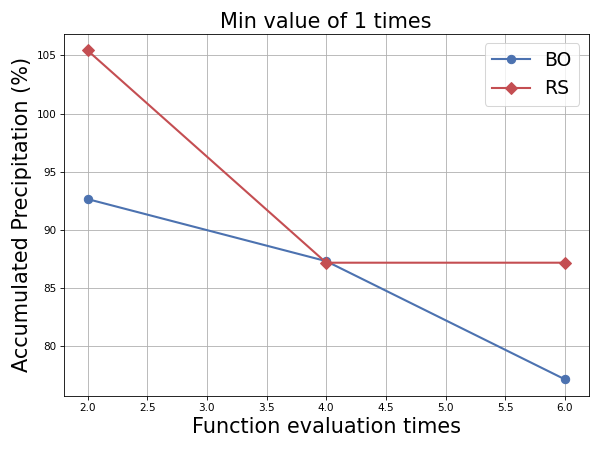 Min value of 1 times
BO
RS
Accumulated Precipitation (%)
105
100
95
90
85
80
2.0 2.5 3.0 3.5 4.0 4.5 5.0 5.5 6.0
Function evaluation times